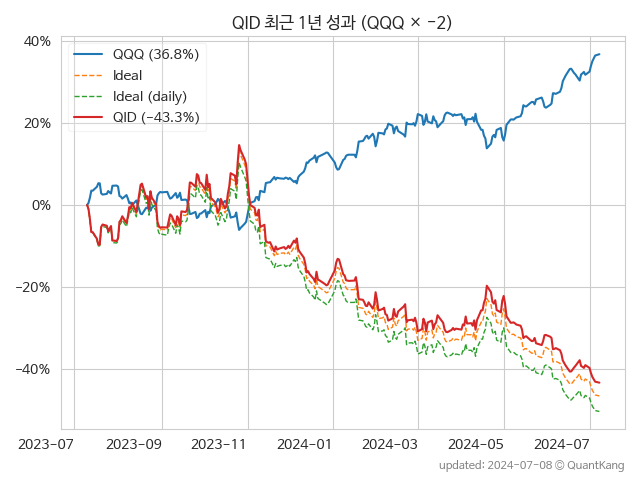 QID 최근 1년 성과 (QQQ × −2)
QQQ (36.8%)
Ideal
Ideal (daily)
QID (−43.3%)
40%
20%
0%
−20%
−40%
2023-07
2023-09
2023-11
2024-01
2024-03
2024-05
2024-07
updated: 2024-07-08 © QuantKang